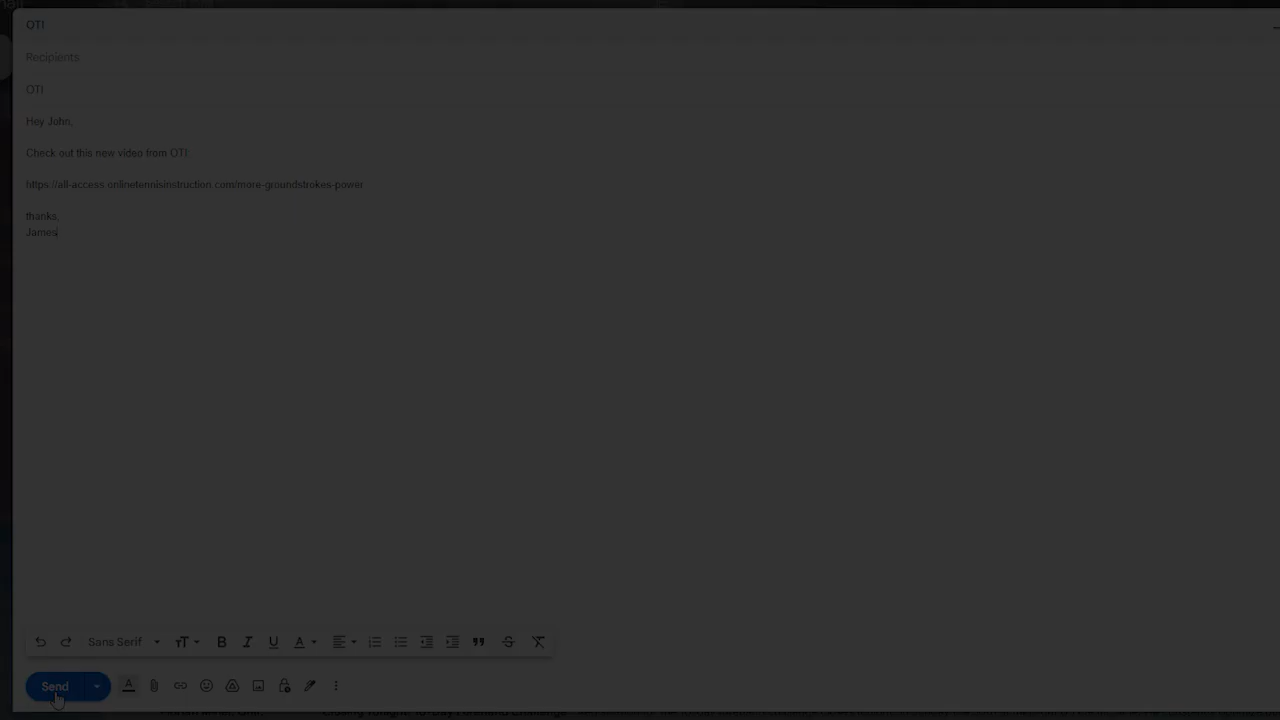 OTI
Recipients
OTI
Hey John,
Check out this new video from OTI:
https://all-access-onlinetennisinstruction.com/more-groundstrokes-power
thanks,
James
Sans Serif
Send